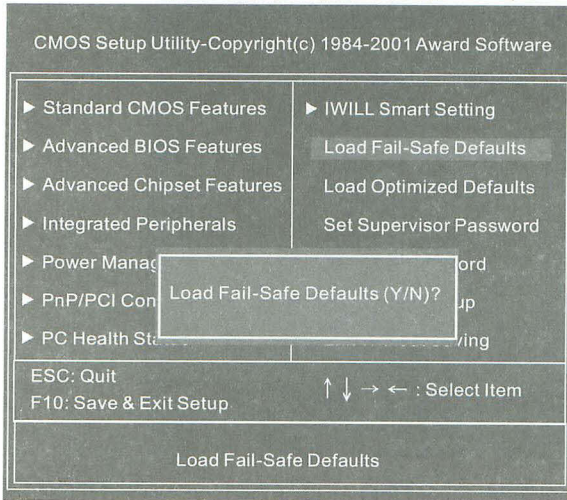 CMOS Setup Utility-Copyright(c) 1984-2001 Award Software
▶ Standard CMOS Features
▶ Advanced BIOS Features
▶ Advanced Chipset Features
▶ Integrated Peripherals
▶ Power Manag
▶ PnP/PCI Con
▶ PC Health
▶ IWILL Smart Setting
Load Fail-Safe Defaults
Load Optimized Defaults
Set Supervisor Password
ord
up
ving
Load Fail-Safe Defaults (Y/N)?
ESC: Quit
F10: Save & Exit Setup
↑ ↓ → ← : Select Item
Load Fail-Safe Defaults